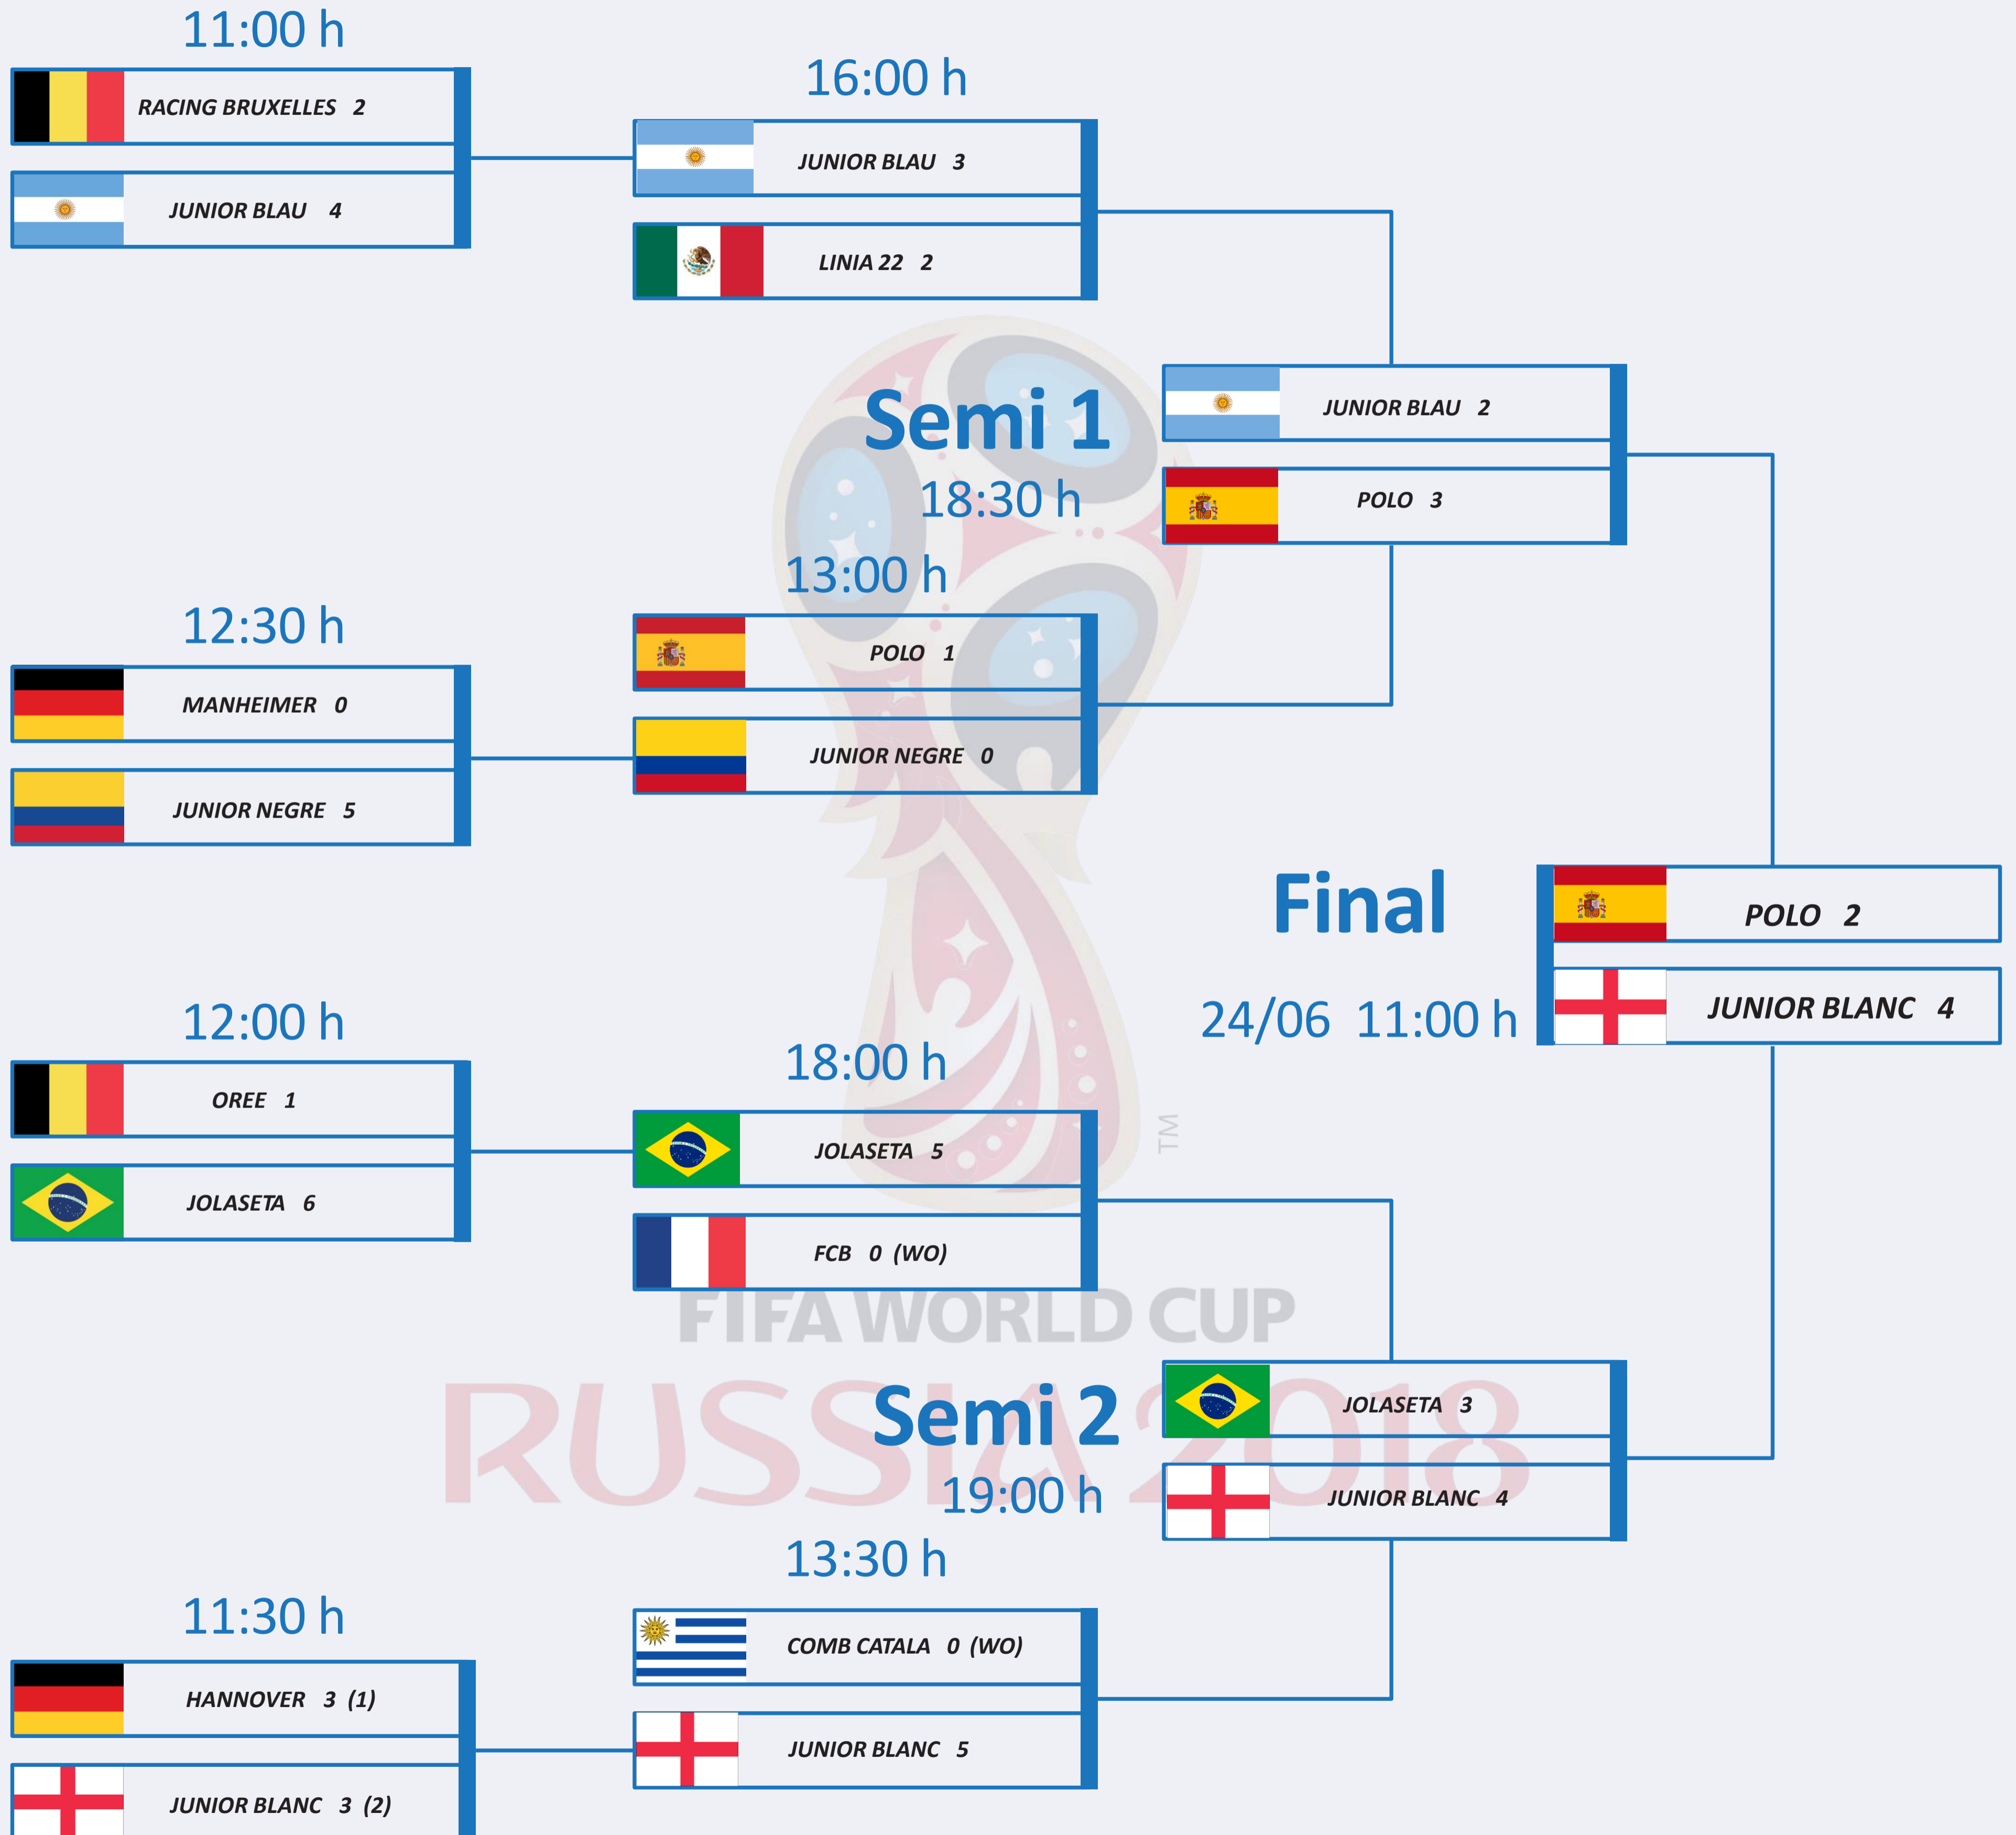 11:00 h
RACING BRUXELLES 2
JUNIOR BLAU 4
16:00 h
JUNIOR BLAU 3
LINIA 22 2
Semi 1
18:30 h
JUNIOR BLAU 2
POLO 3
12:30 h
MANHEIMER 0
JUNIOR NEGRE 5
13:00 h
POLO 1
JUNIOR NEGRE 0
Final
24/06 11:00 h
POLO 2
JUNIOR BLANC 4
12:00 h
OREE 1
JOLASETA 6
18:00 h
JOLASETA 5
FCB 0 (WO)
TM
FIFA WORLD CUP
RUSSIA 2018
Semi 2
19:00 h
JOLASETA 3
JUNIOR BLANC 4
11:30 h
HANNOVER 3 (1)
JUNIOR BLANC 3 (2)
13:30 h
COMB CATALA 0 (WO)
JUNIOR BLANC 5